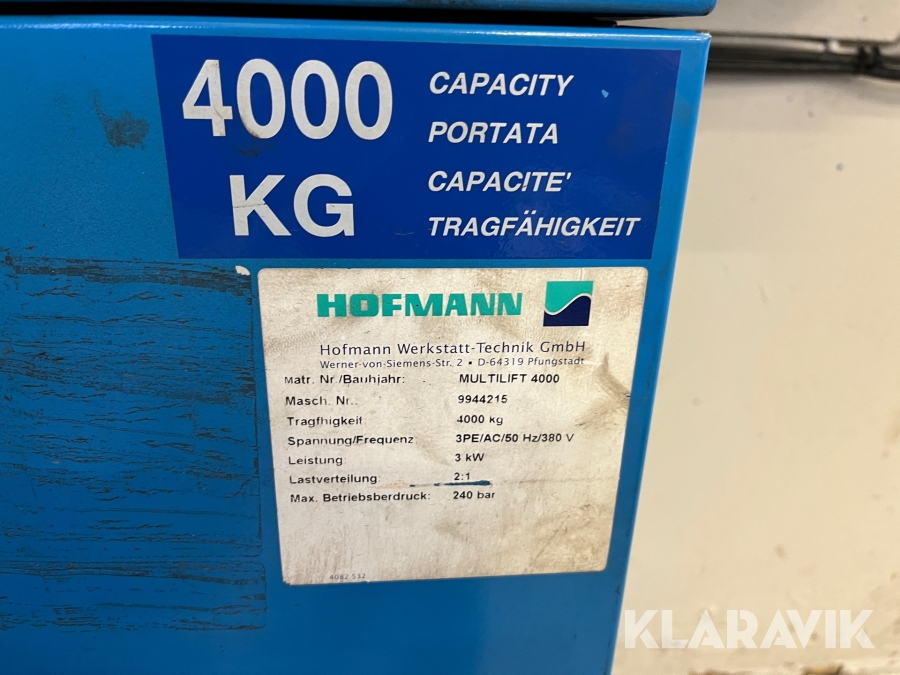 4000
KG
CAPACITY
PORTATA
CAPACITE'
TRAGFÄHIGKEIT
HOFMANN
Hofmann Werkstatt-Technik GmbH
Werner-von-Siemens-Str. 2 • D-64319 Pfungstadt
Matr. Nr./Bauhjahr: MULTILIFT 4000
Masch. Nr.: 9944215
Tragfhigkeit: 4000 kg
Spannung/Frequenz: 3PE/AC/50 Hz/380 V
Leistung: 3 kW
Lastverteilung: 2:1
Max. Betriebsberdruck: 240 bar
4082 532
KLARAVIK